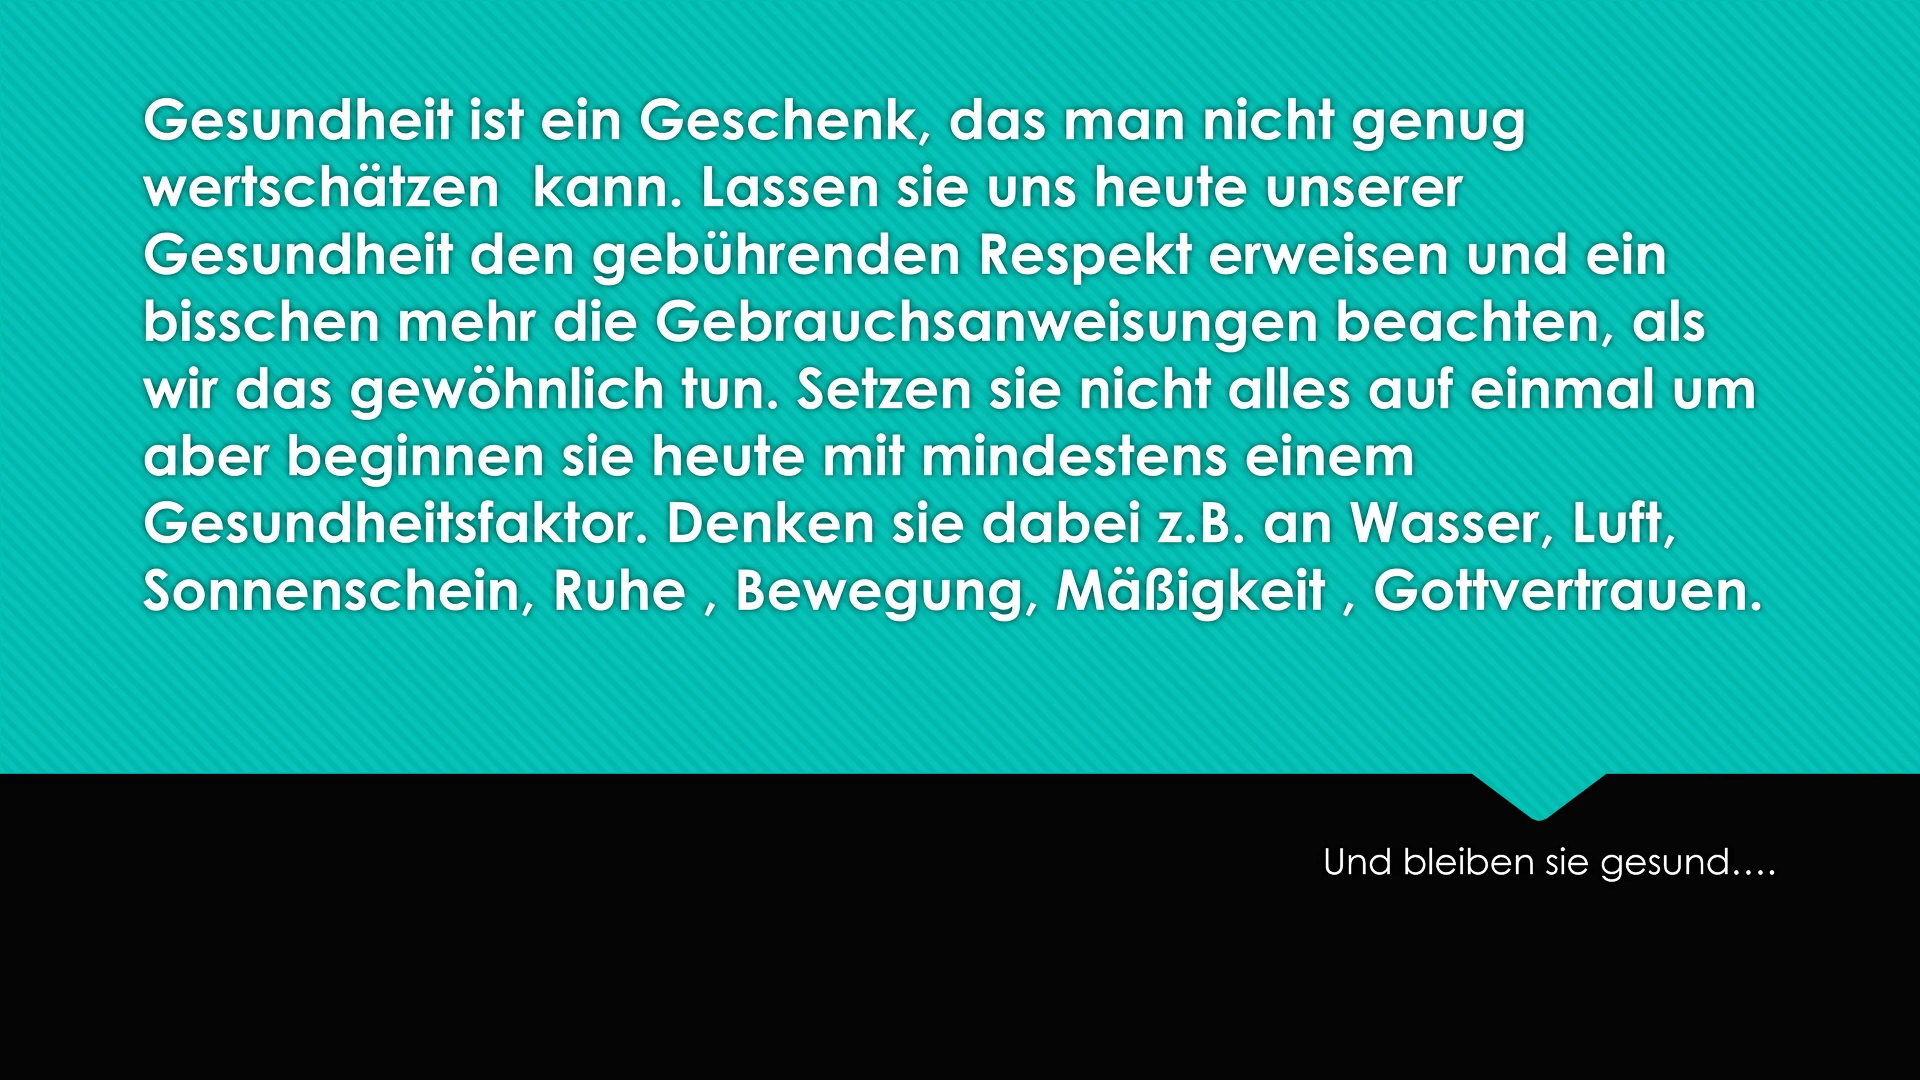 Gesundheit ist ein Geschenk, das man nicht genug
wertschätzen  kann. Lassen sie uns heute unserer
Gesundheit den gebührenden Respekt erweisen und ein
bisschen mehr die Gebrauchsanweisungen beachten, als
wir das gewöhnlich tun. Setzen sie nicht alles auf einmal um
aber beginnen sie heute mit mindestens einem
Gesundheitsfaktor. Denken sie dabei z.B. an Wasser, Luft,
Sonnenschein, Ruhe , Bewegung, Mäßigkeit , Gottvertrauen.
Und bleiben sie gesund....